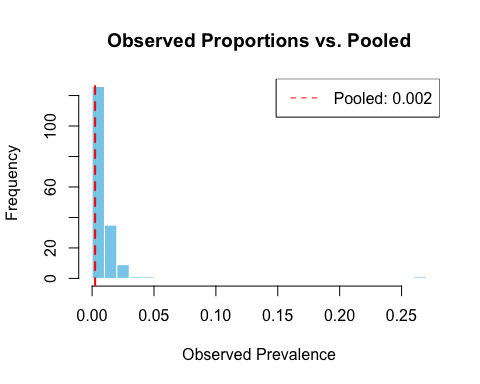 Observed Proportions vs. Pooled
Pooled: 0.002
Frequency
0 20 60 100
0.00 0.05 0.10 0.15 0.20 0.25
Observed Prevalence